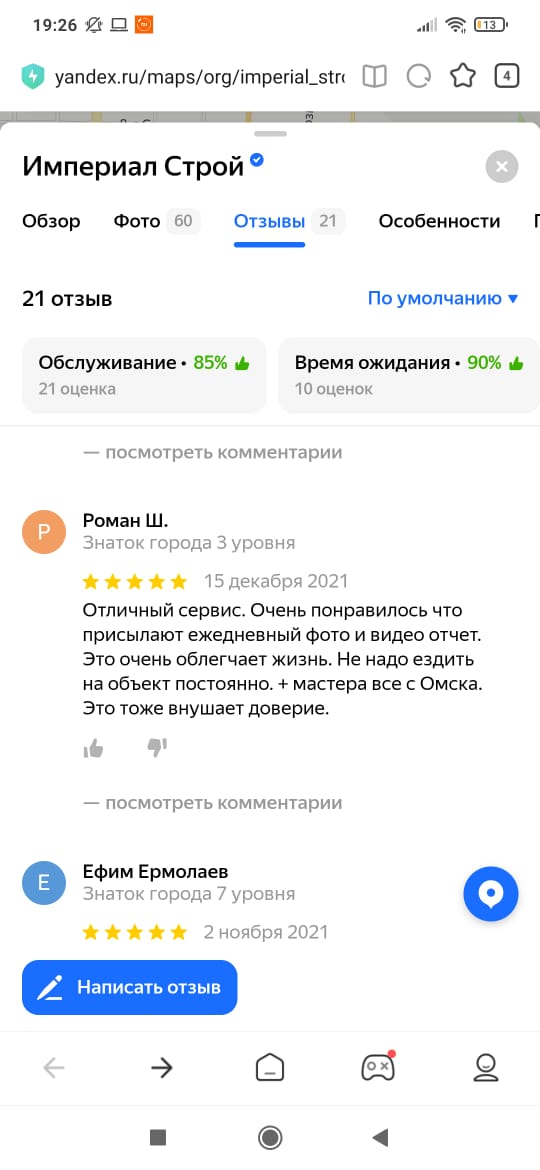 19:26
13
yandex.ru/maps/org/imperial_stro
4
Империал Строй
Обзор Фото 60 Отзывы 21 Особенности
21 отзыв По умолчанию
Обслуживание • 85% Время ожидания • 90%
21 оценка 10 оценок
— посмотреть комментарии
Р
Роман Ш.
Знаток города 3 уровня
15 декабря 2021
Отличный сервис. Очень понравилось что
присылают ежедневный фото и видео отчет.
Это очень облегчает жизнь. Не надо ездить
на объект постоянно. + мастера все с Омска.
Это тоже внушает доверие.
— посмотреть комментарии
Е
Ефим Ермолаев
Знаток города 7 уровня
2 ноября 2021
Написать отзыв